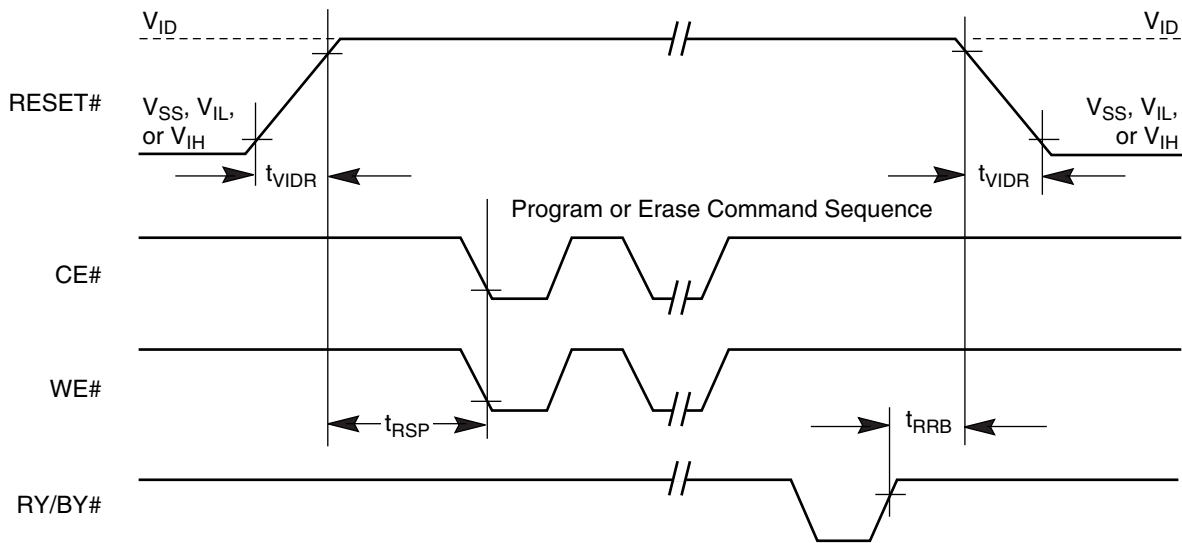 V_ID
V_ID
RESET#
V_SS, V_IL,
or V_IH
V_SS, V_IL,
or V_IH
t_VIDR
t_VIDR
Program or Erase Command Sequence
CE#
WE#
t_RSP
t_RRB
RY/BY#